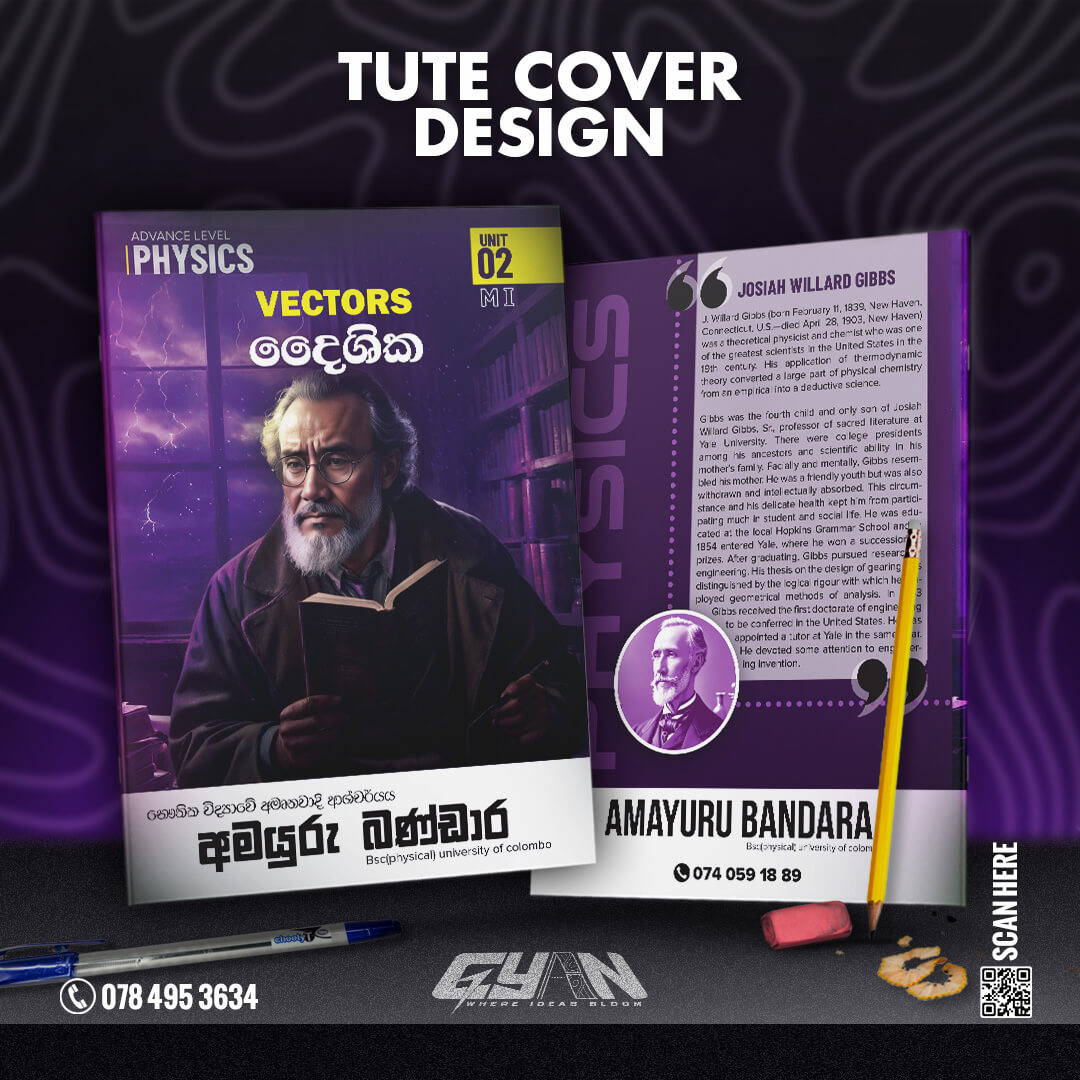 TUTE COVER
DESIGN
ADVANCE LEVEL
PHYSICS
UNIT
02
MI
VECTORS
දෛශික
භෞතික විද්‍යාවේ අමෘතවාදි ආශ්චර්යය
අමයුරු බණ්ඩාර
Bsc(physical) university of colombo
PHYSICS
JOSIAH WILLARD GIBBS
J. Willard Gibbs (born February 11, 1839, New Haven,
Connecticut, U.S.—died April 28, 1903, New Haven)
was a theoretical physicist and chemist who was one
of the greatest scientists in the United States in the
19th century. His application of thermodynamic
theory converted a large part of physical chemistry
from an empirical into a deductive science.
Gibbs was the fourth child and only son of Josiah
Willard Gibbs, Sr., professor of sacred literature at
Yale University. There were college presidents
among his ancestors and scientific ability in his
mother's family. Facially and mentally, Gibbs resem-
bled his mother. He was a friendly youth but was also
withdrawn and intellectually absorbed. This circum-
stance and his delicate health kept him from partici-
pating much in student and social life. He was edu-
cated at the local Hopkins Grammar School and
1854 entered Yale, where he won a succession
prizes. After graduating, Gibbs pursued research
engineering. His thesis on the design of gearing
distinguished by the logical rigour with which he
ployed geometrical methods of analysis. In
Gibbs received the first doctorate of engineering
to be conferred in the United States. He
appointed a tutor at Yale in the same
He devoted some attention to
ing invention.
AMAYURU BANDARA
Bsc(physical) university of colom
074 059 18 89
078 495 3634
GYAN
WHERE IDEAS BLOOM
SCAN HERE